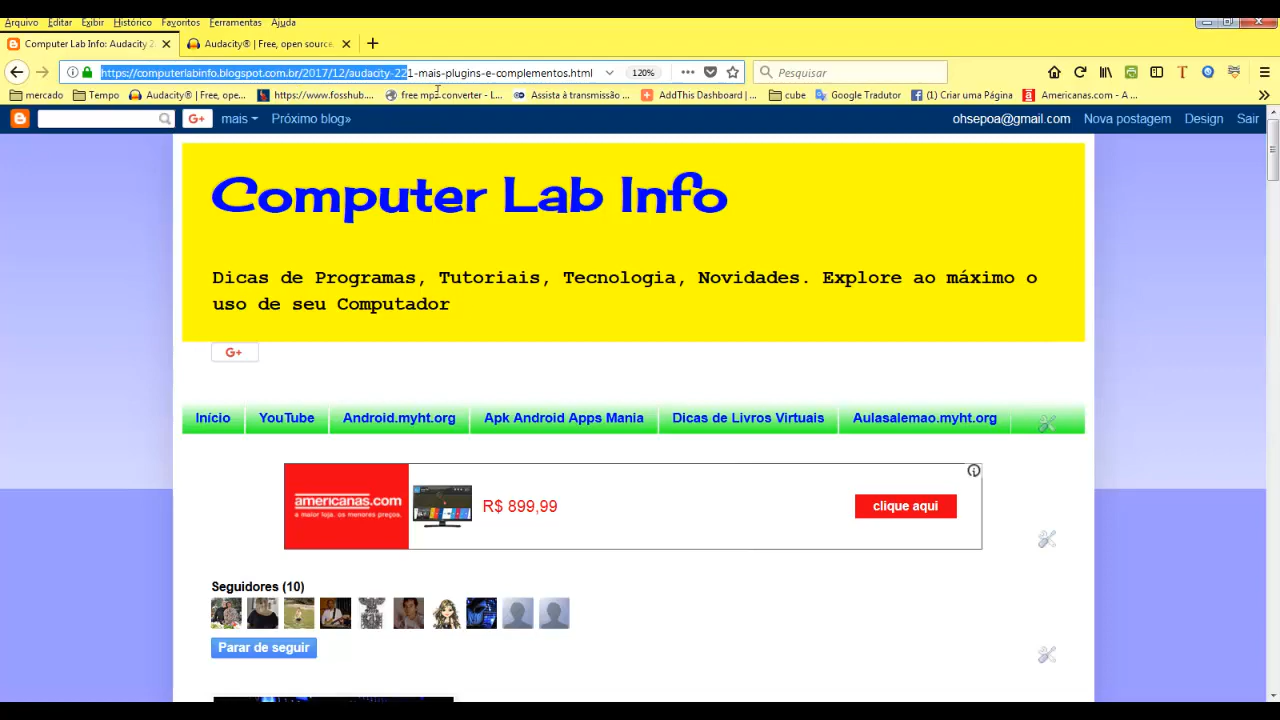 Arquivo Editar Exibir Histórico Favoritos Ferramentas Ajuda
Computer Lab Info: Audacity 2. Audacity® | Free, open source.
https://computerlabinfo.blogspot.com.br/2017/12/audacity-221-mais-plugins-e-complementos.html 120% Pesquisar
mercado Tempo Audacity® | Free, ope... https://www.fosshub.... free mp3 converter - L... Assista à transmissão ... AddThis Dashboard | ... cube Google Tradutor (1) Criar uma Página Americanas.com - A ...
G+ mais Próximo blog» ohsepoa@gmail.com Nova postagem Design Sair
Computer Lab Info
Dicas de Programas, Tutoriais, Tecnologia, Novidades. Explore ao máximo o
uso de seu Computador
G+
Início YouTube Android.myht.org Apk Android Apps Mania Dicas de Livros Virtuais Aulasalemao.myht.org
americanas.com
a maior loja. os menores preços.
R$ 899,99
clique aqui
Seguidores (10)
Parar de seguir